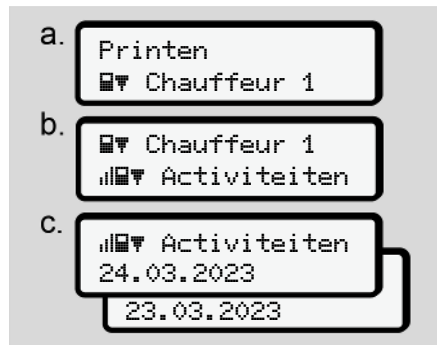 a.
Printen
Chauffeur 1
b.
Chauffeur 1
Activiteiten
c.
Activiteiten
24.03.2023
23.03.2023